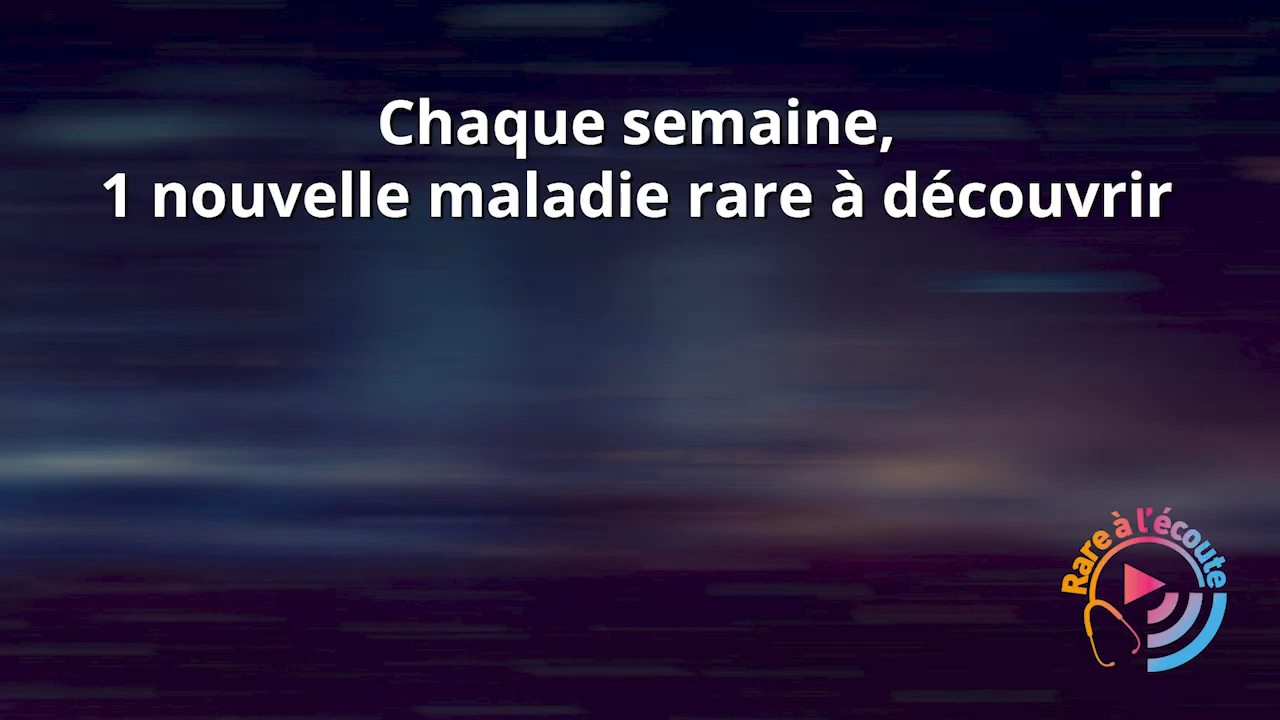 Chaque semaine,
1 nouvelle maladie rare à découvrir
Rare à l'écoute